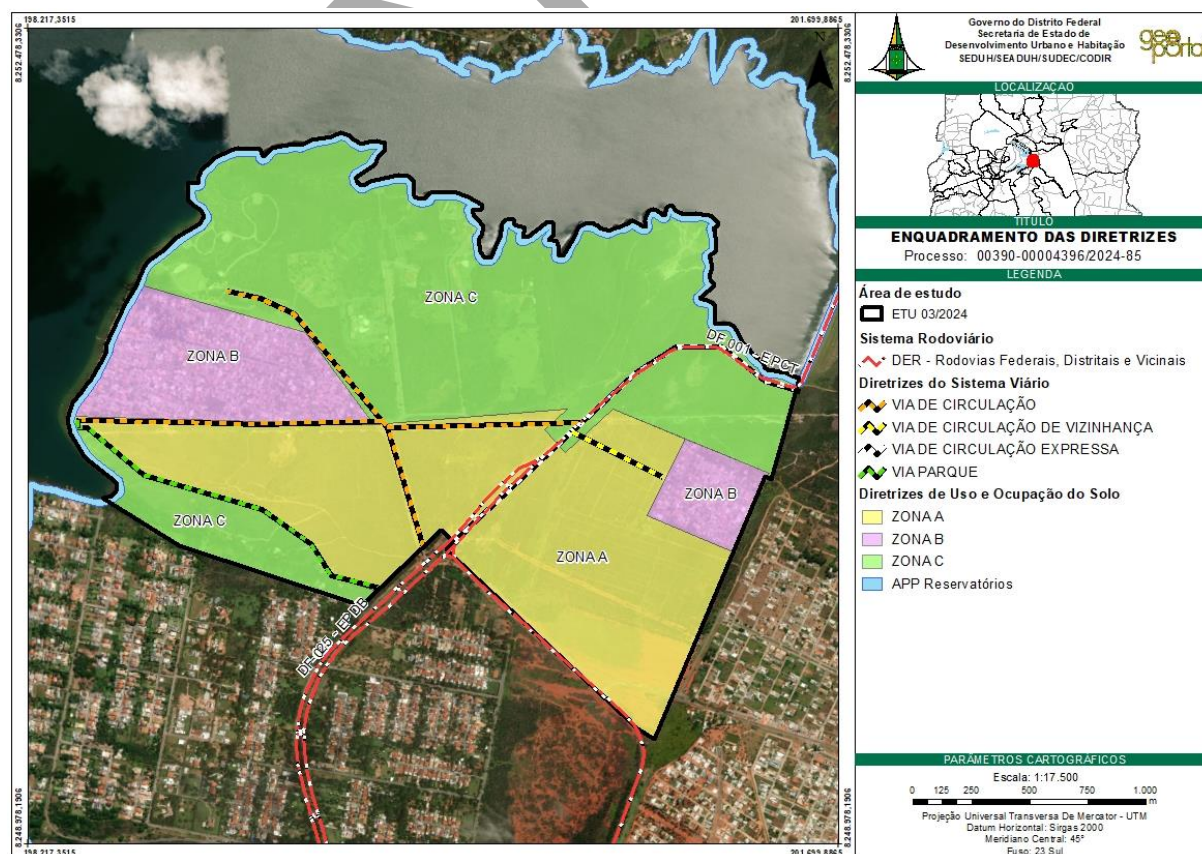 198.217,3515
201.699,8865
8.252.478,3306
8.252.478,3306
ZONA C
DF 001 - EPCT
ZONA B
ZONA B
ZONA C
ZONA A
DF-025 - EPDB
8.248.978,1906
8.248.978,1906
198.217,3515
201.699,8865
Governo do Distrito Federal
Secretaria de Estado de
Desenvolvimento Urbano e Habitação
SEDUH/SEADUH/SUDEC/CODIR
geo
porta
LOCALIZAÇÃO
TÍTULO
ENQUADRAMENTO DAS DIRETRIZES
Processo: 00390-00004396/2024-85
LEGENDA
Área de estudo
ETU 03/2024
Sistema Rodoviário
DER - Rodovias Federais, Distritais e Vicinais
Diretrizes do Sistema Viário
VIA DE CIRCULAÇÃO
VIA DE CIRCULAÇÃO DE VIZINHANÇA
VIA DE CIRCULAÇÃO EXPRESSA
VIA PARQUE
Diretrizes de Uso e Ocupação do Solo
ZONA A
ZONA B
ZONA C
APP Reservatórios
PARÂMETROS CARTOGRÁFICOS
Escala: 1:17.500
0 125 250 500 750 1.000
m
Projeção Universal Transversa De Mercator - UTM
Datum Horizontal: Sirgas 2000
Meridiano Central: 45°
Fuso: 23 Sul